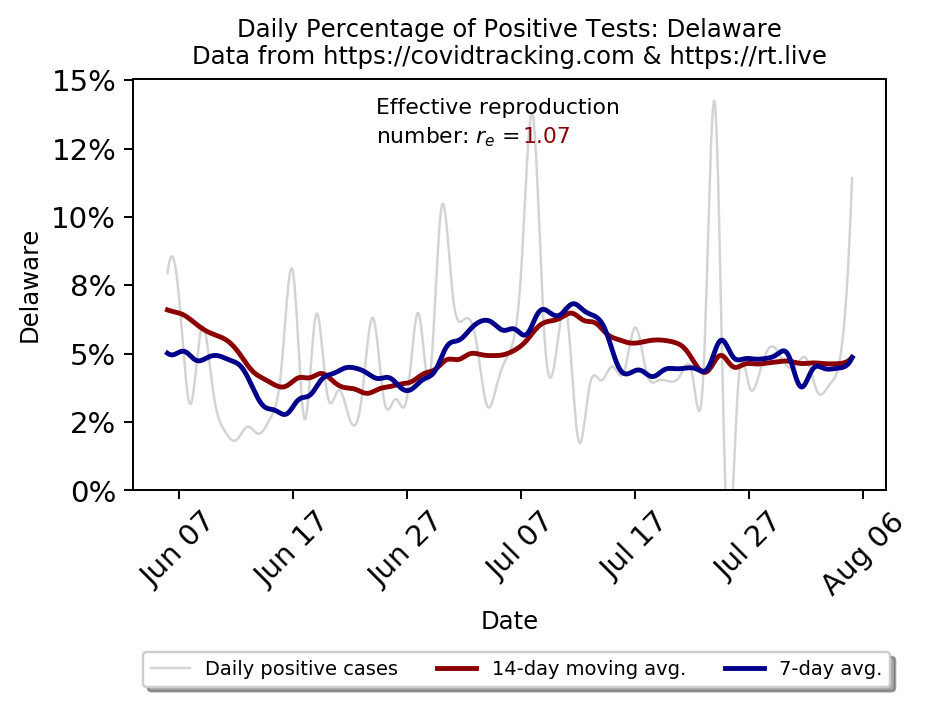 Daily Percentage of Positive Tests: Delaware
Data from https://covidtracking.com & https://rt.live
15%
12%
10%
8%
5%
2%
0%
Delaware
Effective reproduction
number: rₑ =1.07
Jun 07
Jun 17
Jun 27
Jul 07
Jul 17
Jul 27
Aug 06
Date
Daily positive cases
14-day moving avg.
7-day avg.